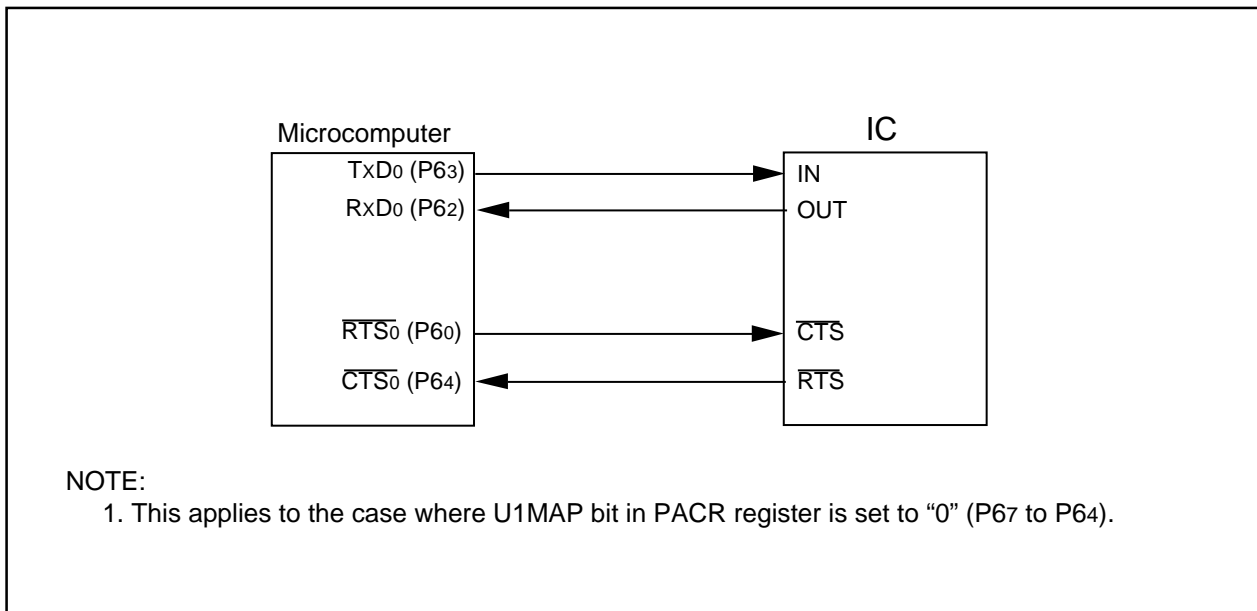 Microcomputer
IC
TxD0 (P63)
IN
RxD0 (P62)
OUT
RTS0 (P60)
CTS
CTS0 (P64)
RTS
NOTE:
1. This applies to the case where U1MAP bit in PACR register is set to “0” (P67 to P64).